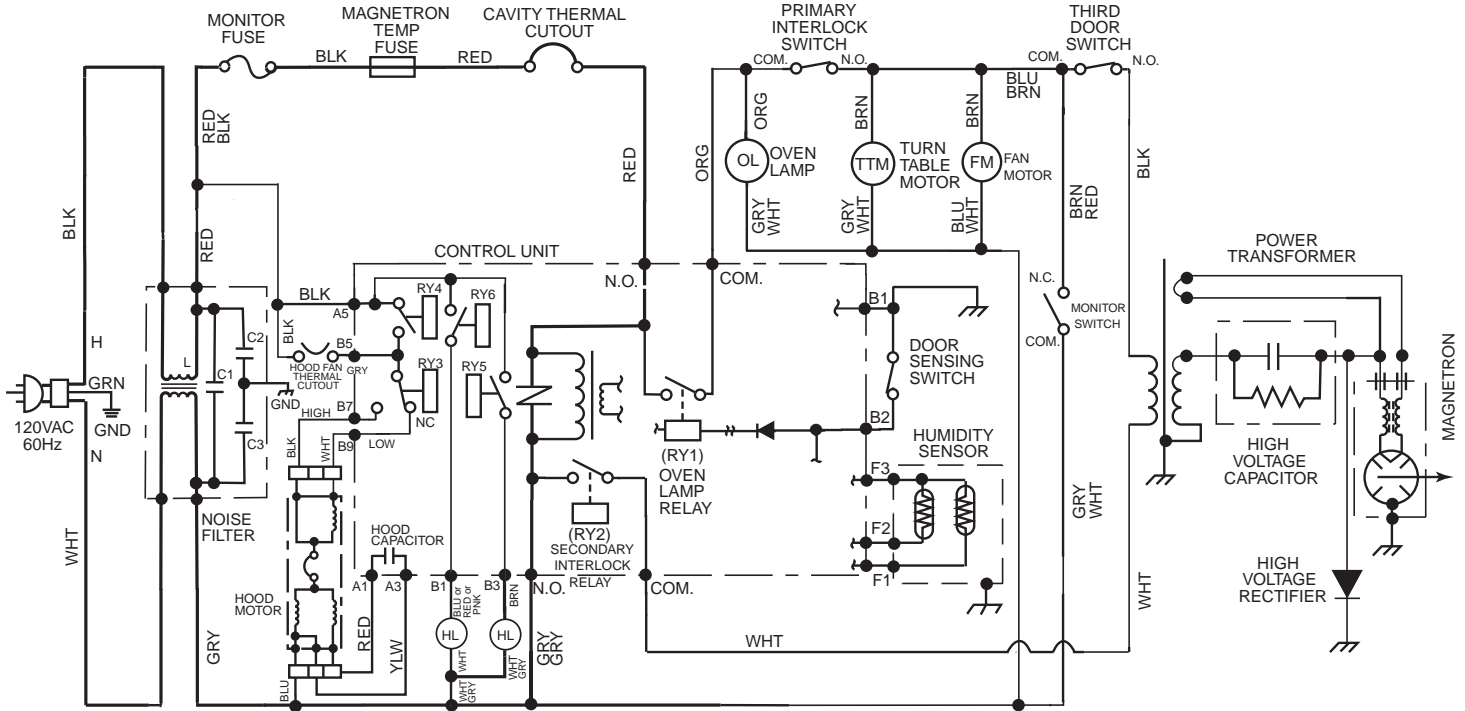 MONITOR
FUSE
MAGNETRON
TEMP
FUSE
CAVITY THERMAL
CUTOUT
PRIMARY
INTERLOCK
SWITCH
THIRD
DOOR
SWITCH
BLK
RED
COM.
N.O.
COM.
N.O.
BLU
BRN
RED
BLK
ORG
BRN
BRN
OL
OVEN
LAMP
TTM
TURN
TABLE
MOTOR
FM
FAN
MOTOR
RED
ORG
BLK
BLK
GRY
WHT
GRY
WHT
BLU
WHT
BRN
RED
RED
CONTROL UNIT
POWER
TRANSFORMER
N.O.
COM.
N.C.
MONITOR
SWITCH
COM.
BLK
A5
RY4
RY6
B1
H
L
C2
C1
BLK
B5
HOOD FAN
THERMAL
CUTOUT
GRY
RY3
RY5
DOOR
SENSING
SWITCH
GRN
GND
GND
120VAC
60Hz
N
C3
HIGH
B7
NC
BLK
WHT
B9
LOW
B2
MAGNETRON
HUMIDITY
SENSOR
HIGH
VOLTAGE
CAPACITOR
(RY1)
OVEN
LAMP
RELAY
F3
F2
F1
GRY
WHT
NOISE
FILTER
WHT
HOOD
CAPACITOR
(RY2)
SECONDARY
INTERLOCK
RELAY
A1
A3
B1
B3
N.O.
COM.
BLU or
RED or
PNK
BRN
HIGH
VOLTAGE
RECTIFIER
HOOD
MOTOR
GRY
RED
YLW
HL
HL
GRY
GRY
WHT
WHT
WHT
WHT
GRY
WHT
GRY
BLU